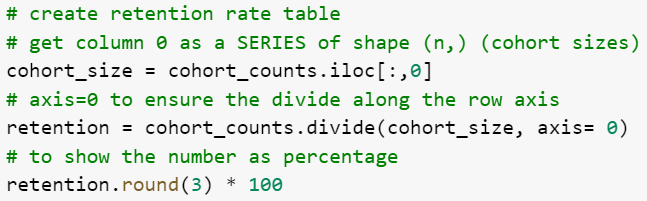 # create retention rate table
# get column 0 as a SERIES of shape (n,) (cohort sizes)
cohort_size = cohort_counts.iloc[:,0]
# axis=0 to ensure the divide along the row axis
retention = cohort_counts.divide(cohort_size, axis= 0)
# to show the number as percentage
retention.round(3) * 100